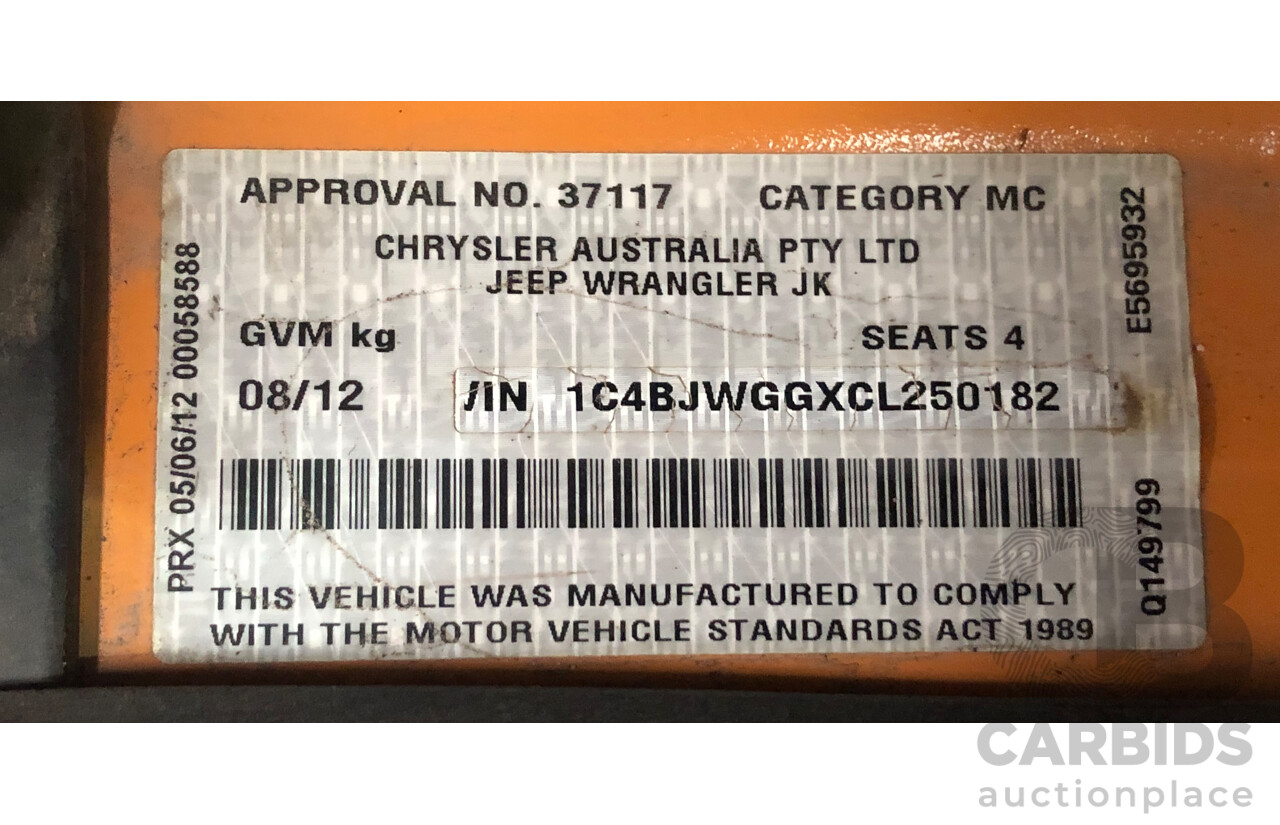 APPROVAL NO. 37117 CATEGORY MC
CHRYSLER AUSTRALIA PTY LTD
JEEP WRANGLER JK
GVM kg SEATS 4
08/12 VIN 1C4BJWGGXCL250182
THIS VEHICLE WAS MANUFACTURED TO COMPLY
WITH THE MOTOR VEHICLE STANDARDS ACT 1989
PRX 05/06/12 00058588
E5695932
Q149799
CARBIDS
auctionplace